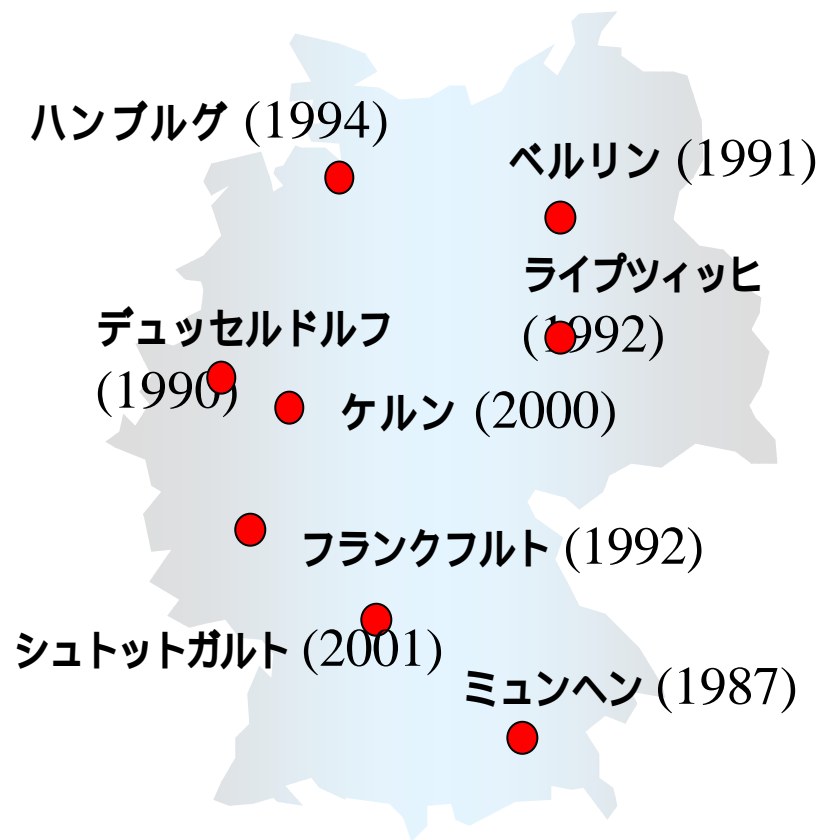 ハンブルグ (1994)
ベルリン (1991)
ライプツィッヒ
(1992)
デュッセルドルフ
(1990)
ケルン (2000)
フランクフルト (1992)
シュトットガルト (2001)
ミュンヘン (1987)